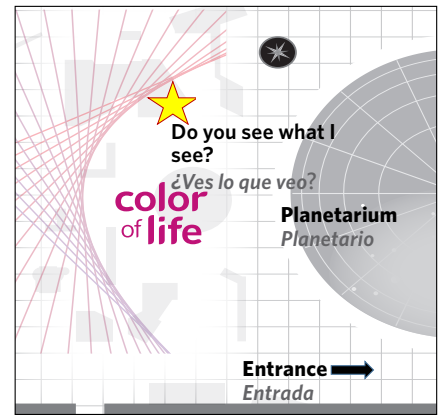 Do you see what I
see?
¿Ves lo que veo?
color
of life
Planetarium
Planetario
Entrance
Entrada